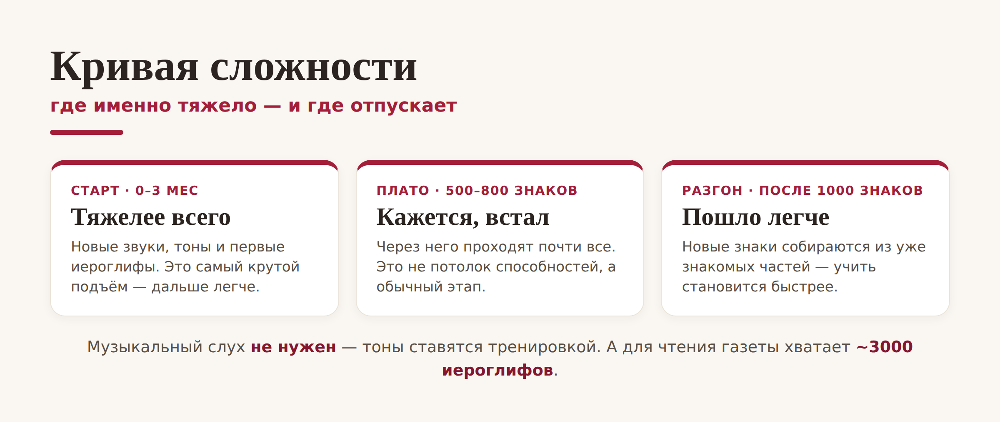 Кривая сложности
где именно тяжело — и где отпускает
СТАРТ · 0–3 МЕС
Тяжелее всего
Новые звуки, тоны и первые
иероглифы. Это самый крутой
подъём — дальше легче.
ПЛАТО · 500–800 ЗНАКОВ
Кажется, встал
Через него проходят почти все.
Это не потолок способностей, а
обычный этап.
РАЗГОН · ПОСЛЕ 1000 ЗНАКОВ
Пошло легче
Новые знаки собираются из уже
знакомых частей — учить
становится быстрее.
Музыкальный слух не нужен — тоны ставятся тренировкой. А для чтения газеты хватает ~3000
иероглифов.